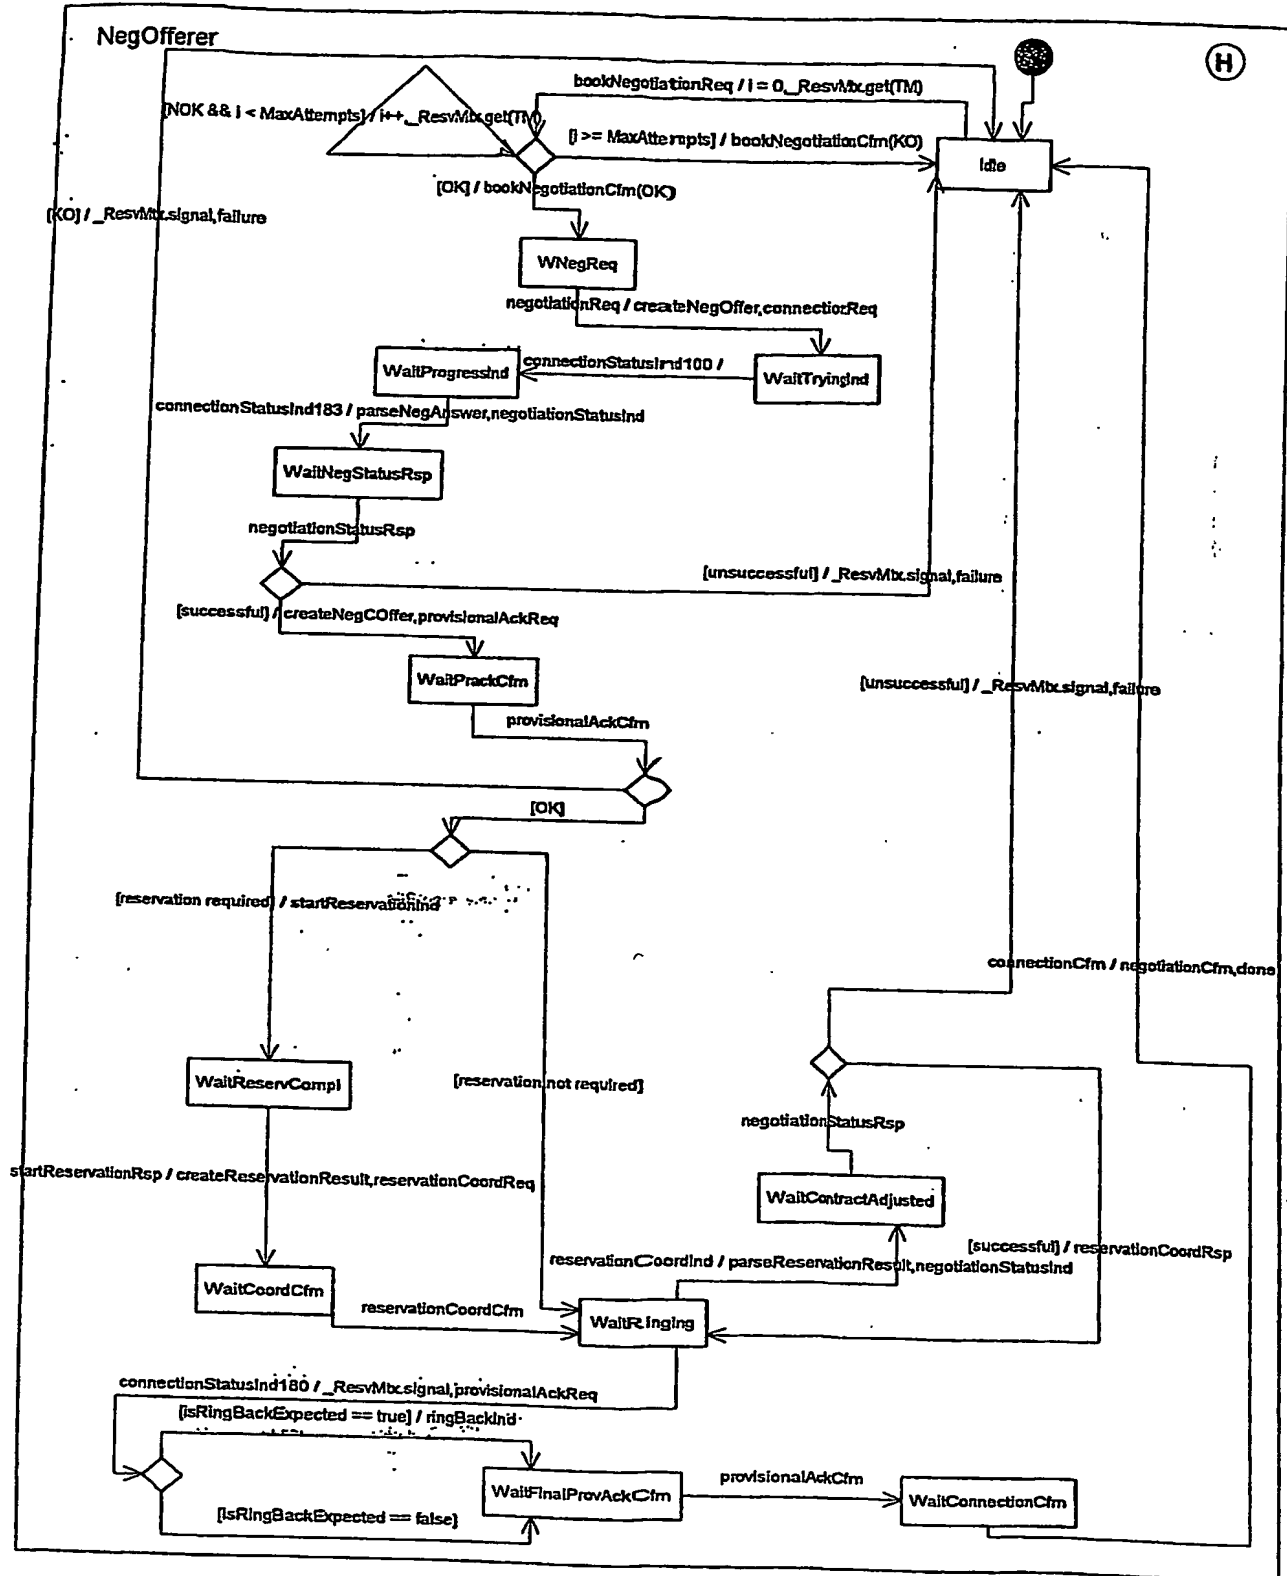 NegOfferer
H
bookNegotiationReq / i = 0,_ResvMtx.get(TM)
[NOK && i < MaxAttempts] / i++,_ResvMtx.get(TM)
[i >= MaxAttempts] / bookNegotiationCfm(KO)
Idle
[OK] / bookNegotiationCfm(OK)
[KO] / _ResvMtx.signal,failure
WNegReq
negotiationReq / createNegOffer,connectionReq
WaitProgressInd
connectionStatusInd100 /
WaitTryingInd
connectionStatusInd183 / parseNegAnswer,negotiationStatusInd
WaitNegStatusRsp
negotiationStatusRsp
[unsuccessful] / _ResvMtx.signal,failure
[successful] / createNegCOffer,provisionalAckReq
WaitPrackCfm
[unsuccessful] / _ResvMtx.signal,failure
provisionalAckCfm
[OK]
[reservation required] / startReservationInd
connectionCfm / negotiationCfm,done
WaitReservCompl
[reservation not required]
negotiationStatusRsp
startReservationRsp / createReservationResult,reservationCoordReq
WaitContractAdjusted
[successful] / reservationCoordRsp
reservationCoordInd / parseReservationResult,negotiationStatusInd
WaitCoordCfm
reservationCoordCfm
WaitRinging
connectionStatusInd180 / _ResvMtx.signal,provisionalAckReq
[isRingBackExpected == true] / ringBackInd
WaitFinalProvAckCfm
provisionalAckCfm
WaitConnectionCfm
[isRingBackExpected == false]